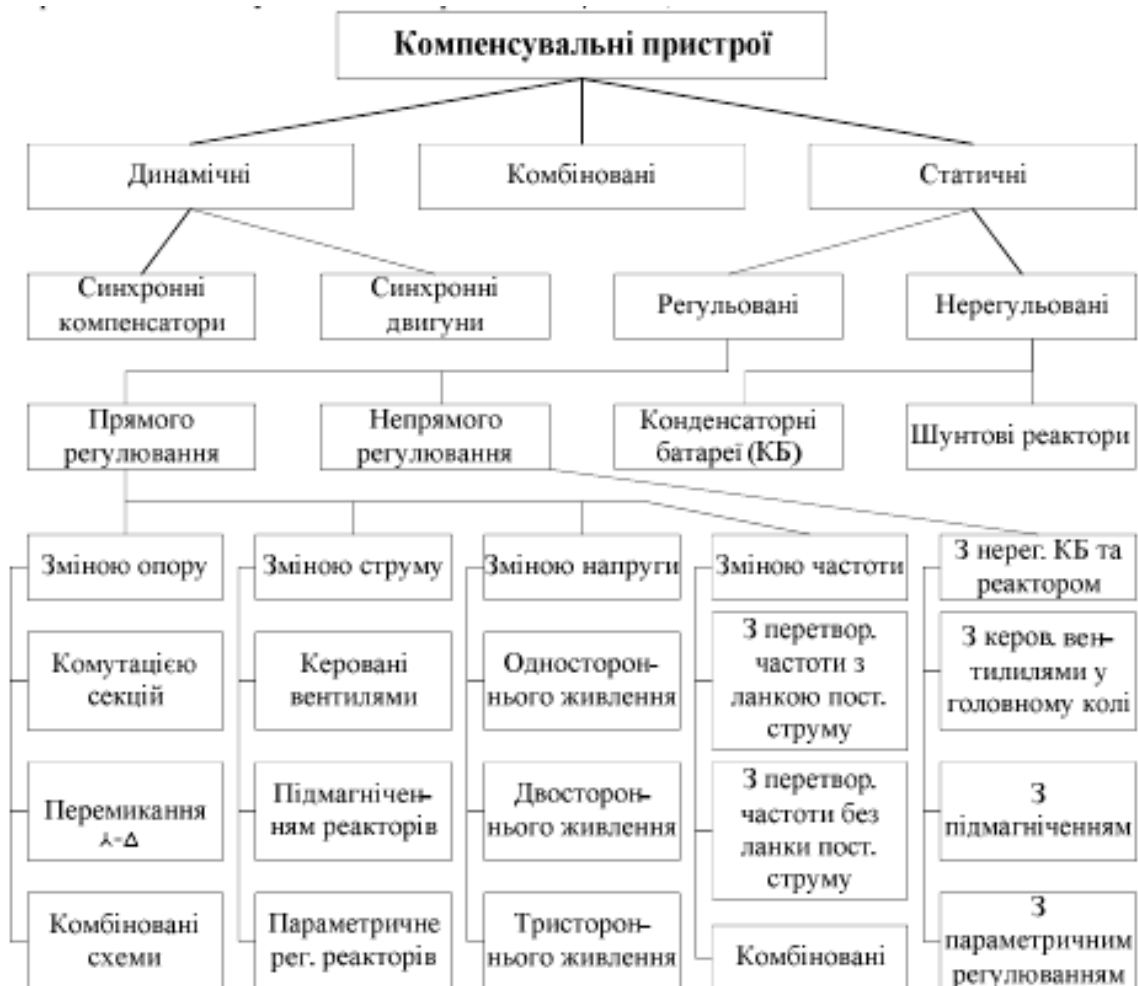 Компенсувальні пристрої
Динамічні
Комбіновані
Статичні
Синхронні
компенсатори
Синхронні
двигуни
Регульовані
Нерегульовані
Прямого
регулювання
Непрямого
регулювання
Конденсаторні
батареї (КБ)
Шунтові реактори
Зміною опору
Зміною струму
Зміною напруги
Зміною частоти
З нерег. КБ та
реактором
Комутацією
секцій
Керовані
вентилями
Односторон-
нього живлення
З перетвор.
частоти з
ланкою пост.
струму
З керов. вен-
тилилями у
головному колі
Перемикання
⅄-Δ
Підмагнічен-
ням реакторів
Двосторон-
нього живлення
З перетвор.
частоти без
ланки пост.
струму
З
підмагніченням
Комбіновані
схеми
Параметричне
рег. реакторів
Тристорон-
нього живлення
Комбіновані
З
параметричним
регулюванням